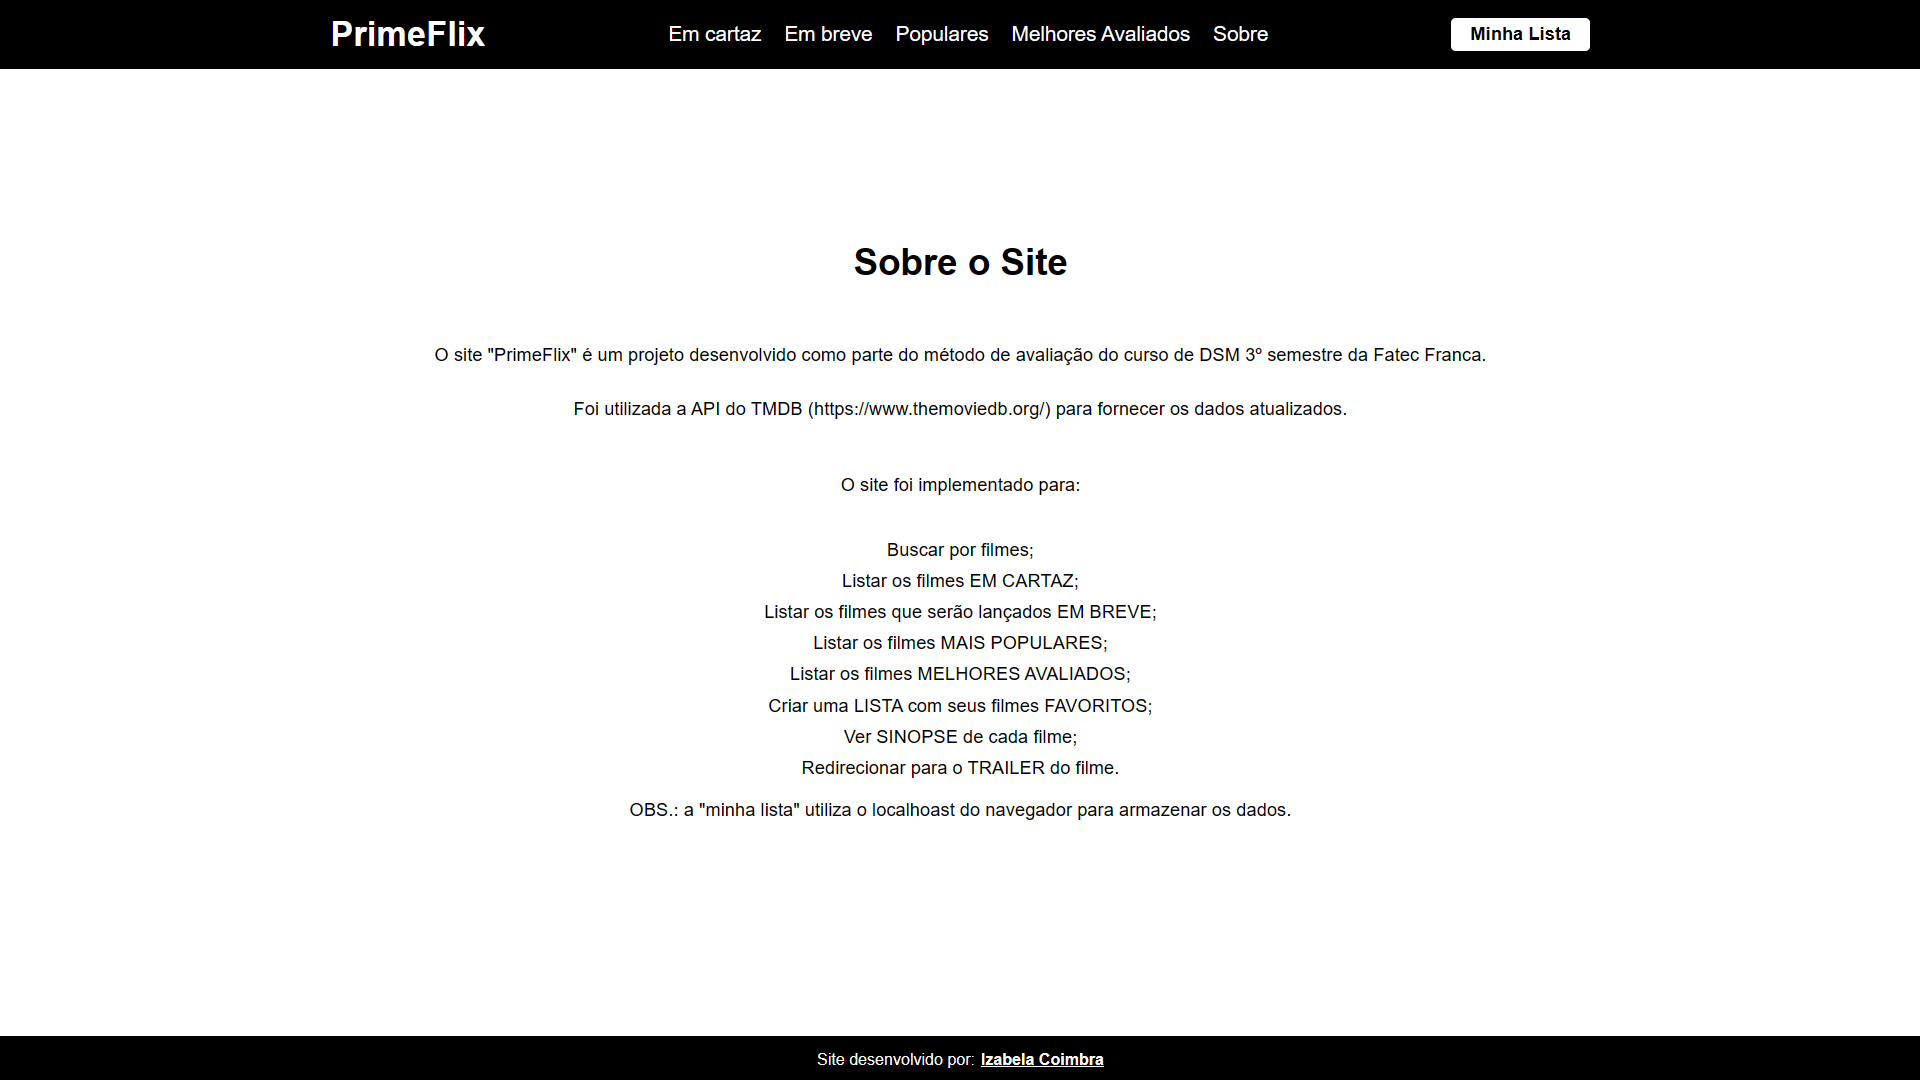 PrimeFlix
Em cartaz Em breve Populares Melhores Avaliados Sobre
Minha Lista
Sobre o Site
O site "PrimeFlix" é um projeto desenvolvido como parte do método de avaliação do curso de DSM 3º semestre da Fatec Franca.
Foi utilizada a API do TMDB (https://www.themoviedb.org/) para fornecer os dados atualizados.
O site foi implementado para:
Buscar por filmes;
Listar os filmes EM CARTAZ;
Listar os filmes que serão lançados EM BREVE;
Listar os filmes MAIS POPULARES;
Listar os filmes MELHORES AVALIADOS;
Criar uma LISTA com seus filmes FAVORITOS;
Ver SINOPSE de cada filme;
Redirecionar para o TRAILER do filme.
OBS.: a "minha lista" utiliza o localhoast do navegador para armazenar os dados.
Site desenvolvido por: Izabela Coimbra